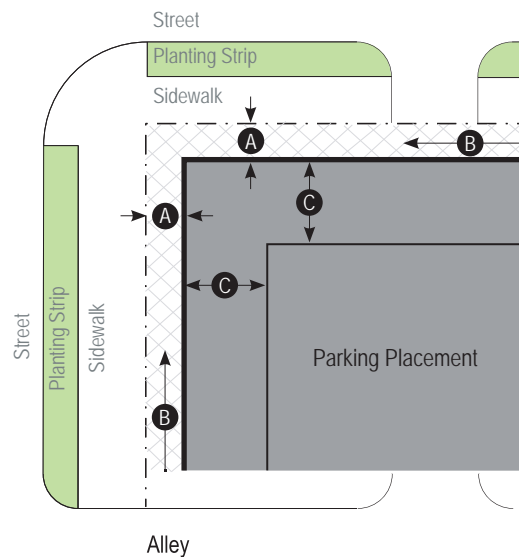 Street
Planting Strip
Sidewalk
A
B
C
A
C
Street
Planting Strip
Sidewalk
Parking Placement
B
Alley